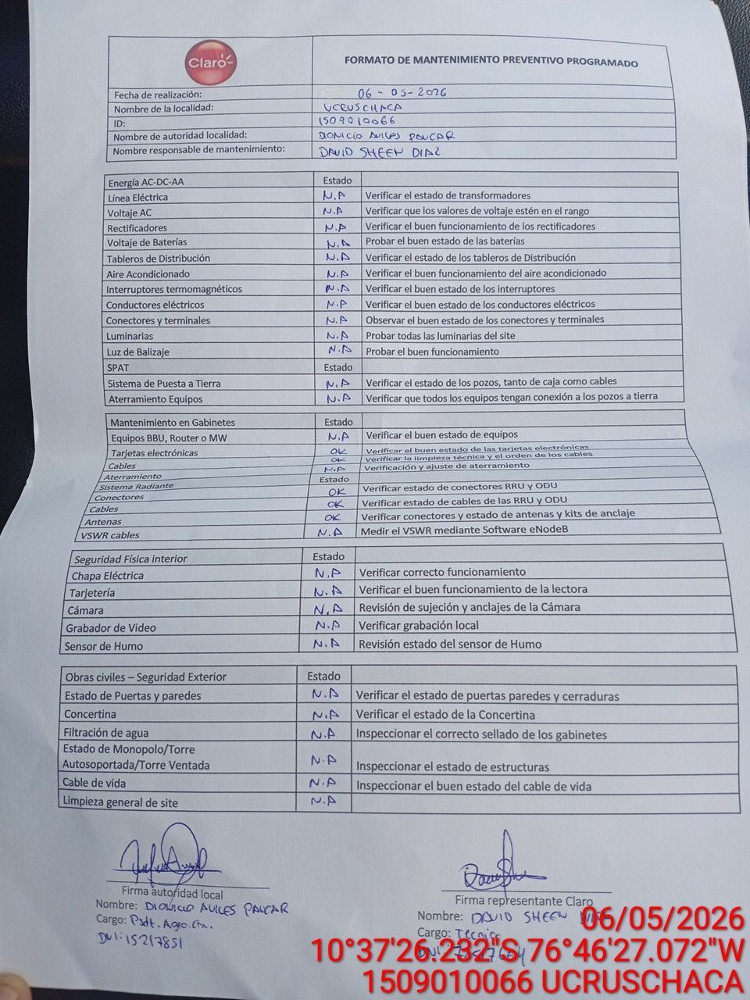 Claro
FORMATO DE MANTENIMIENTO PREVENTIVO PROGRAMADO
Fecha de realización: 06-05-2026
Nombre de la localidad: UCRUSCHACA
ID: 1509010066
Nombre de autoridad localidad: DIONICIO AVILES PAUCAR
Nombre responsable de mantenimiento: DAVID SHEEN DIAZ
Energía AC-DC-AA Estado
Línea Eléctrica N.A Verificar el estado de transformadores
Voltaje AC N.A Verificar que los valores de voltaje estén en el rango
Rectificadores N.A Verificar el buen funcionamiento de los rectificadores
Voltaje de Baterías N.A Probar el buen estado de las baterías
Tableros de Distribución N.A Verificar el estado de los tableros de Distribución
Aire Acondicionado N.A Verificar el buen funcionamiento del aire acondicionado
Interruptores termomagnéticos N.A Verificar el buen estado de los interruptores
Conductores eléctricos N.A Verificar el buen estado de los conductores eléctricos
Conectores y terminales N.A Observar el buen estado de los conectores y terminales
Luminarias N.A Probar todas las luminarias del site
Luz de Balizaje N.A Probar el buen funcionamiento
SPAT Estado
Sistema de Puesta a Tierra N.A Verificar el estado de los pozos, tanto de caja como cables
Aterramiento Equipos N.A Verificar que todos los equipos tengan conexión a los pozos a tierra
Mantenimiento en Gabinetes Estado
Equipos BBU, Router o MW N.A Verificar el buen estado de equipos
Tarjetas electrónicas OK Verificar el buen estado de las tarjetas electrónicas
Cables OK Verificar la limpieza técnica y el orden de los cables
Aterramiento N.A Verificación y ajuste de aterramiento
Sistema Radiante Estado
Conectores OK Verificar estado de conectores RRU y ODU
Cables OK Verificar estado de cables de las RRU y ODU
Antenas OK Verificar conectores y estado de antenas y kits de anclaje
VSWR cables N.A Medir el VSWR mediante Software eNodeB
Seguridad Física interior Estado
Chapa Eléctrica N.A Verificar correcto funcionamiento
Tarjetería N.A Verificar el buen funcionamiento de la lectora
Cámara N.A Revisión de sujeción y anclajes de la Cámara
Grabador de Video N.A Verificar grabación local
Sensor de Humo N.A Revisión estado del sensor de Humo
Obras civiles – Seguridad Exterior Estado
Estado de Puertas y paredes N.A Verificar el estado de puertas paredes y cerraduras
Concertina N.A Verificar el estado de la Concertina
Filtración de agua N.A Inspeccionar el correcto sellado de los gabinetes
Estado de Monopolo/Torre
Autosoportada/Torre Ventada N.A Inspeccionar el estado de estructuras
Cable de vida N.A Inspeccionar el buen estado del cable de vida
Limpieza general de site N.A
Firma autoridad local
Nombre: DIONICIO AVILES PAUCAR
Cargo: Psdt. Agro.Ctn.
DNI: 15217851
Firma representante Claro
Nombre: DAVID SHEEN
Cargo: Técnico
DNI:
06/05/2026
10°37'26.232"S 76°46'27.072"W
1509010066 UCRUSCHACA